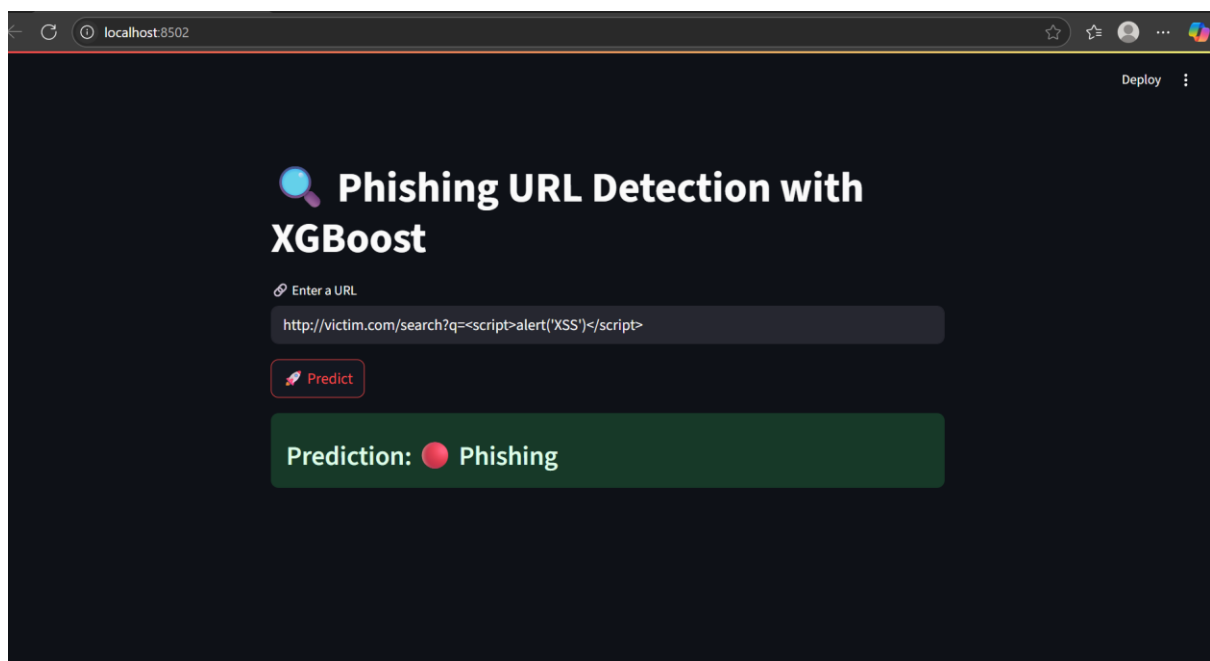 localhost:8502
Deploy
🔍 Phishing URL Detection with
XGBoost
🔗 Enter a URL
http://victim.com/search?q=<script>alert('XSS')</script>
🚀 Predict
Prediction: 🔴 Phishing